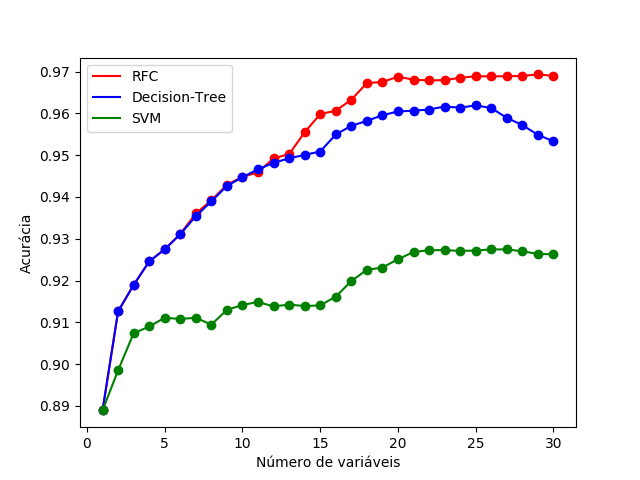 RFC
Decision-Tree
SVM
Acurácia
0.97
0.96
0.95
0.94
0.93
0.92
0.91
0.90
0.89
0 5 10 15 20 25 30
Número de variáveis